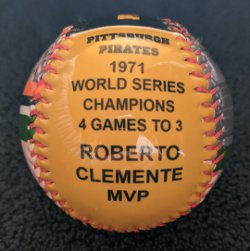 PITTSBURGH
PIRATES
1971
WORLD SERIES
CHAMPIONS
4 GAMES TO 3
ROBERTO
CLEMENTE
MVP